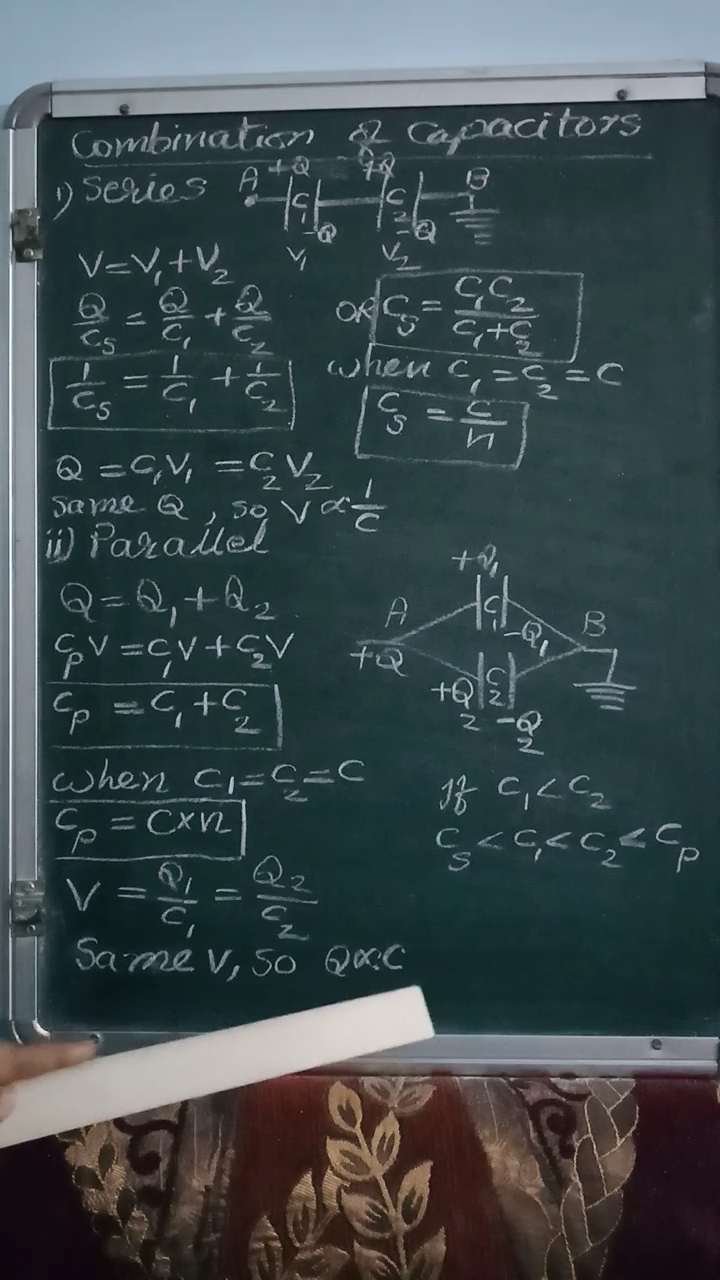 Combination of Capacitors
i) Series
A +Q C₁ -Q +Q C₂ -Q B
V₁ V₂
V=V₁+V₂
Q/Cₛ = Q/C₁ + Q/C₂
OR Cₛ = C₁C₂/C₁+C₂
1/Cₛ = 1/C₁ + 1/C₂
when C₁=C₂=C
Cₛ = C/n
Q = C₁V₁ = C₂V₂
same Q, so V ∝ 1/C
ii) Parallel
Q=Q₁+Q₂
CₚV=C₁V+C₂V
Cₚ = C₁+C₂
+Q₁ C₁ -Q₁
A B
+Q
+Q₂ C₂ -Q₂
when C₁=C₂=C
Cₚ = C×n
If C₁<C₂
Cₛ<C₁<C₂<Cₚ
V = Q₁/C₁ = Q₂/C₂
Same V, so Q∝C